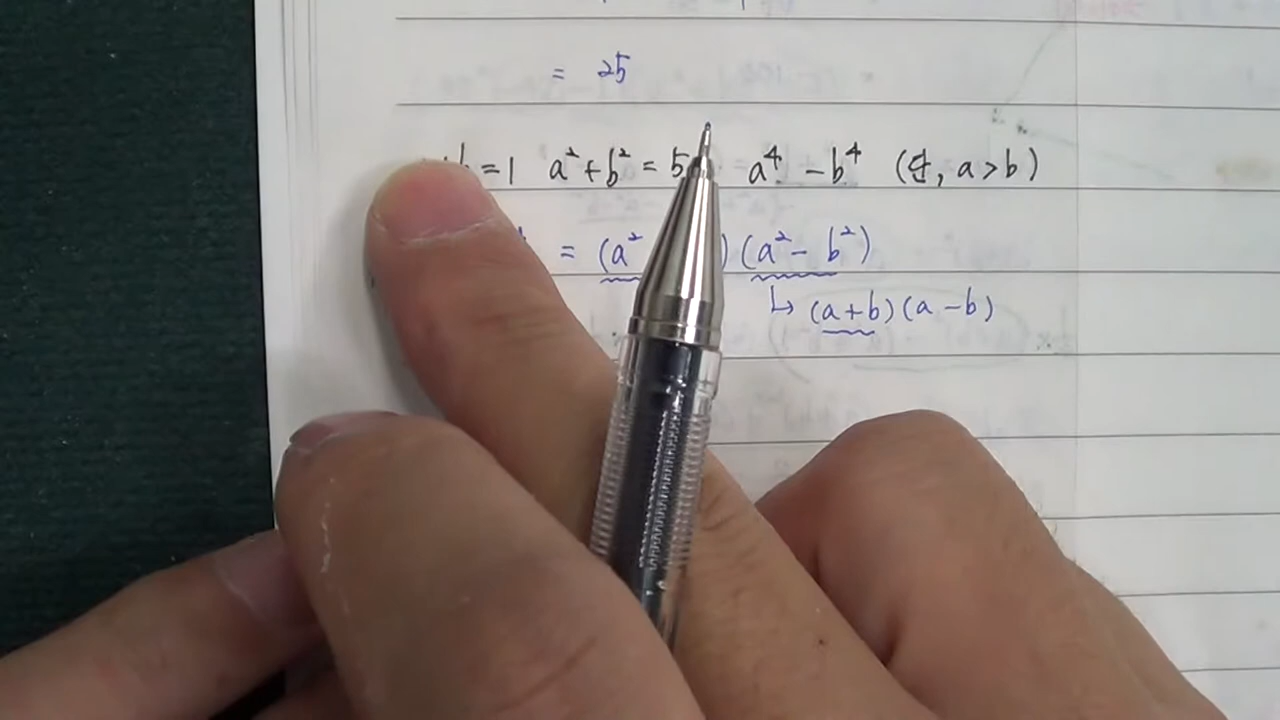 = 25
b = 1 a² + b² = 5 a⁴ - b⁴ (단, a > b)
= (a² )(a² - b²)
↳ (a + b)(a - b)